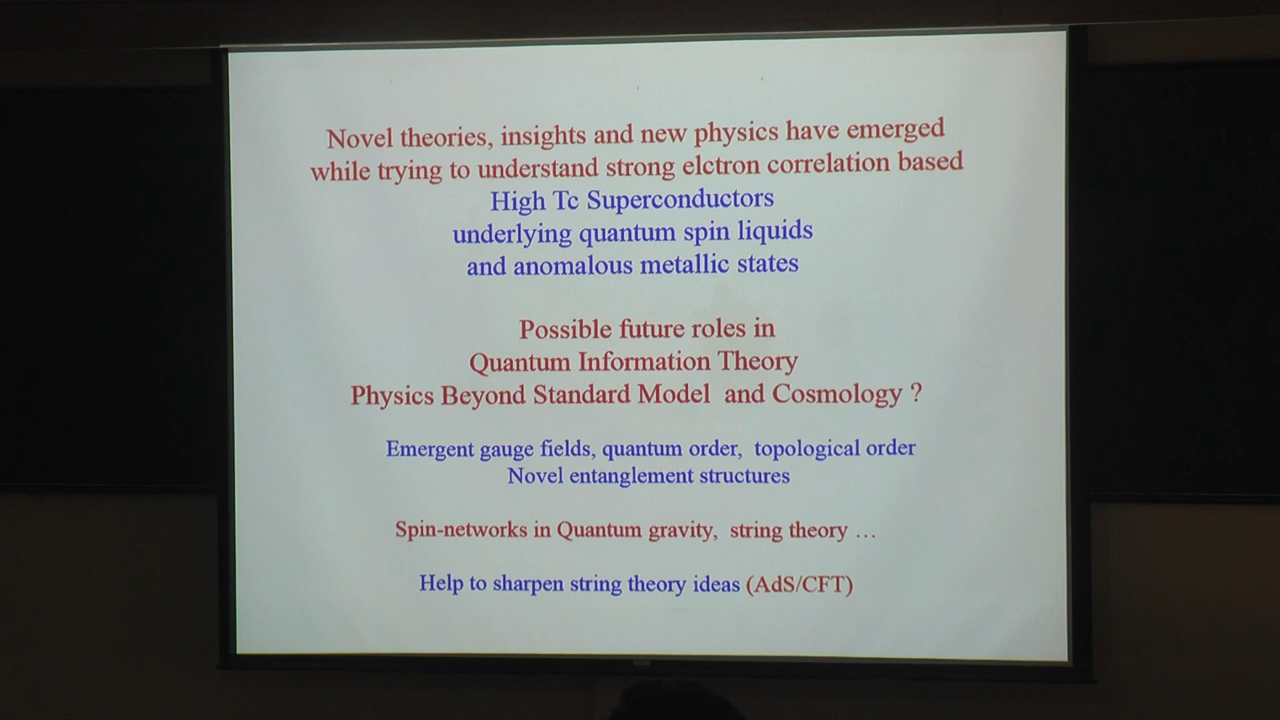 Novel theories, insights and new physics have emerged
while trying to understand strong elctron correlation based
High Tc Superconductors
underlying quantum spin liquids
and anomalous metallic states
Possible future roles in
Quantum Information Theory
Physics Beyond Standard Model and Cosmology ?
Emergent gauge fields, quantum order, topological order
Novel entanglement structures
Spin-networks in Quantum gravity, string theory …
Help to sharpen string theory ideas (AdS/CFT)